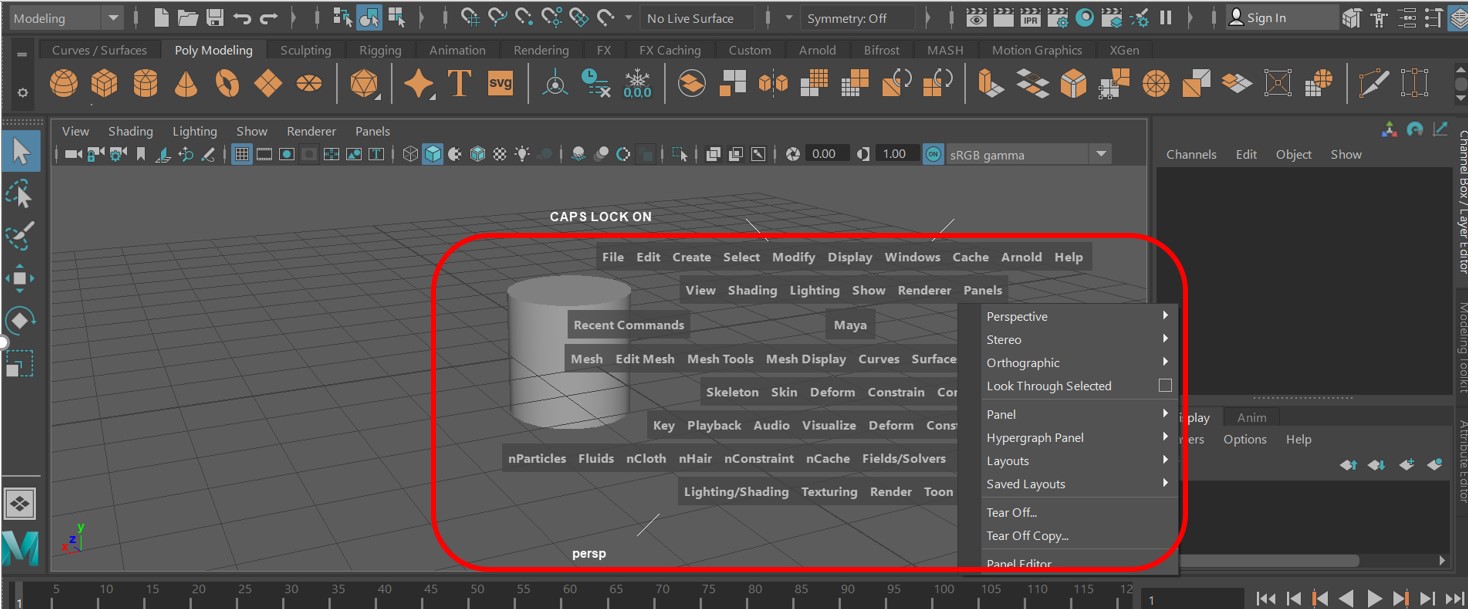 Modeling No Live Surface Symmetry: Off Sign In
Curves / Surfaces Poly Modeling Sculpting Rigging Animation Rendering FX FX Caching Custom Arnold Bifrost MASH Motion Graphics XGen
T svg 0,0,0
View Shading Lighting Show Renderer Panels
0.00 1.00 ON sRGB gamma
Channels Edit Object Show
Channel Box / Layer Editor
Modeling Toolkit
Attribute Editor
CAPS LOCK ON
File Edit Create Select Modify Display Windows Cache Arnold Help
View Shading Lighting Show Renderer Panels
Recent Commands Maya
Mesh Edit Mesh Mesh Tools Mesh Display Curves Surface
Skeleton Skin Deform Constrain Con
Key Playback Audio Visualize Deform Const
nParticles Fluids nCloth nHair nConstraint nCache Fields/Solvers
Lighting/Shading Texturing Render Toon
Perspective
Stereo
Orthographic
Look Through Selected
Panel
Hypergraph Panel
Layouts
Saved Layouts
Tear Off...
Tear Off Copy...
Panel Editor
splay Anim
yers Options Help
y
z
x
persp
5 10 15 20 25 30 35 40 45 50 55 60 65 70 75 80 85 90 95 100 105 110 115 12
1 1